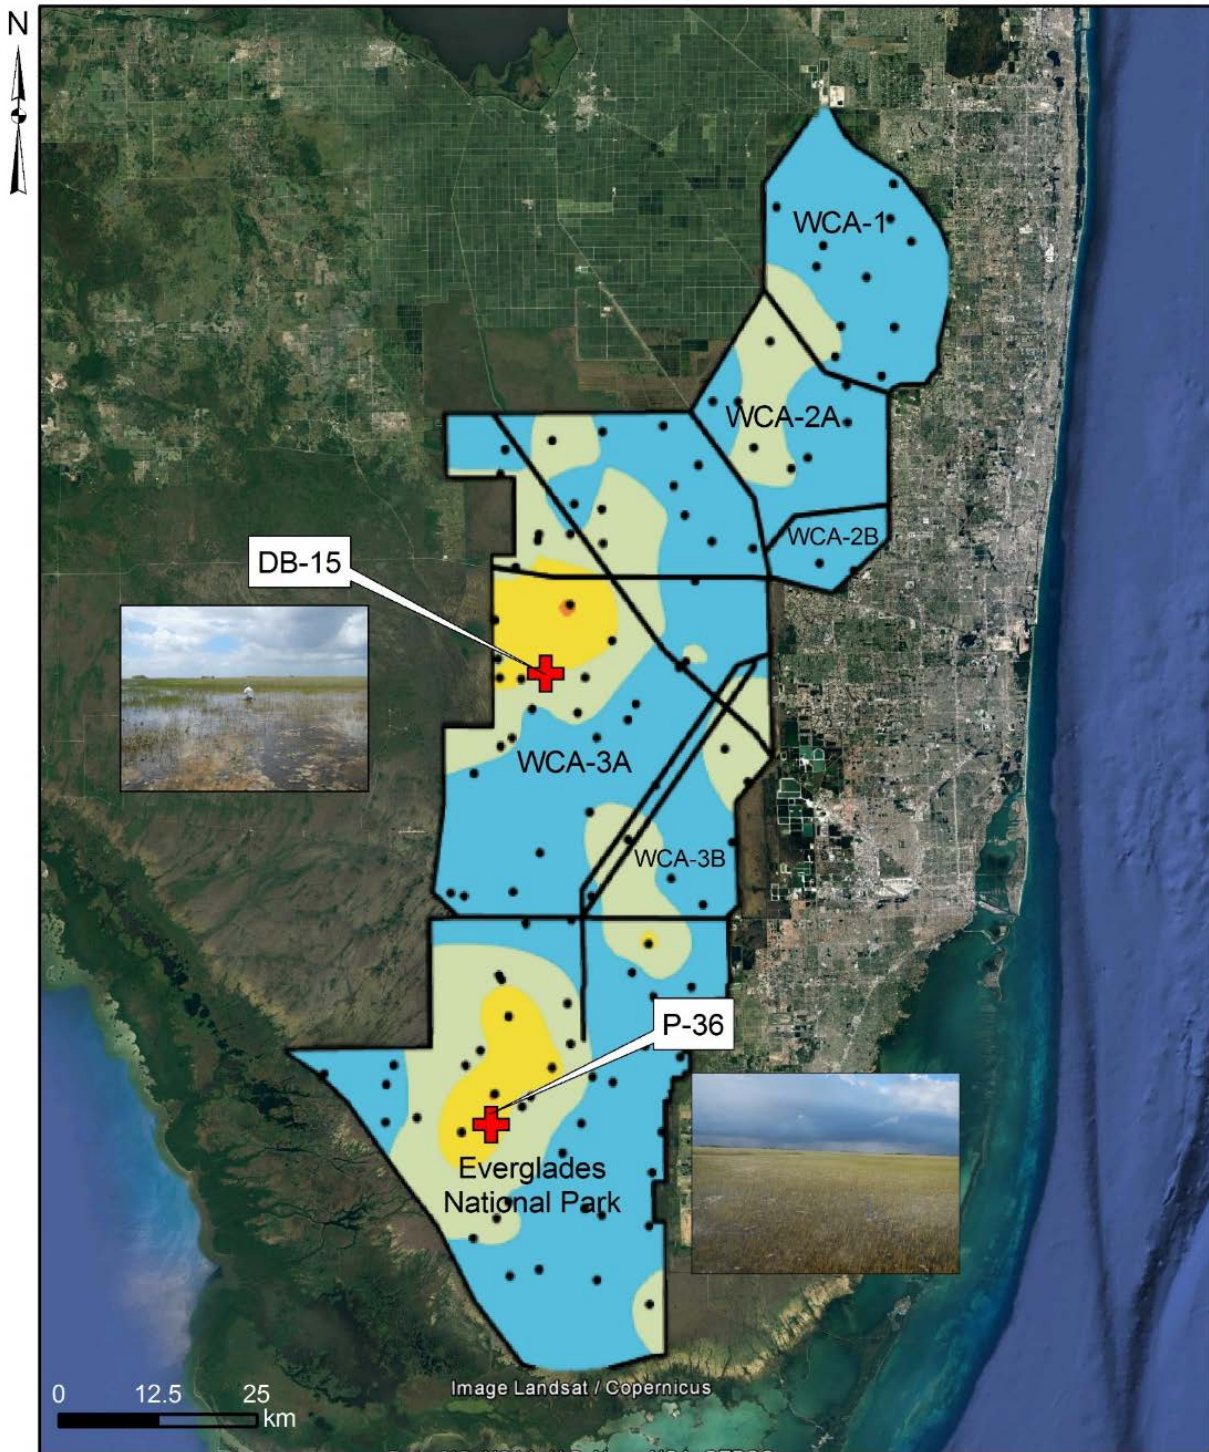 N
WCA-1
WCA-2A
WCA-2B
DB-15
WCA-3A
WCA-3B
P-36
Everglades
National Park
Image Landsat / Copernicus
0 12.5 25
km